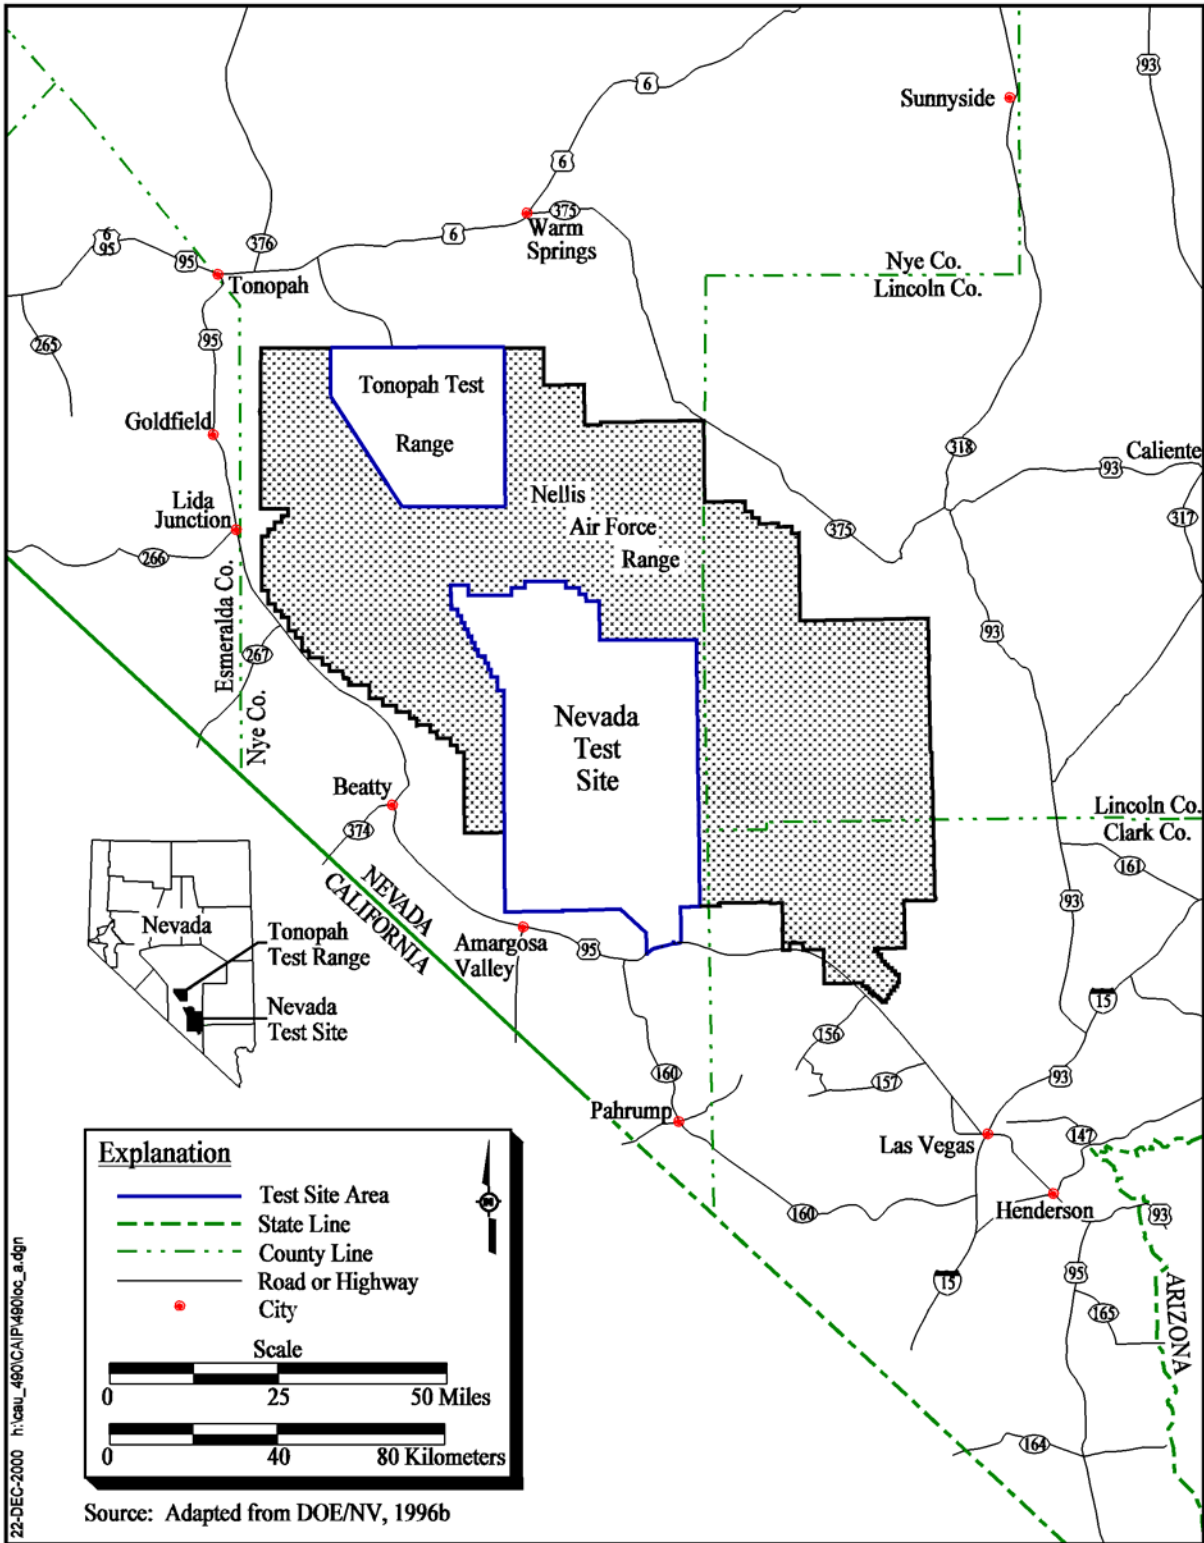 93
6
Sunnyside
6
375
Warm
Springs
6
376
6
95
95
Tonopah
Nye Co.
Lincoln Co.
95
265
Tonopah Test
Range
Goldfield
318
93
Caliente
Nellis
Air Force
Range
Lida
Junction
375
317
266
Esmeralda Co.
Nye Co.
267
93
Nevada
Test
Site
Beatty
374
Lincoln Co.
Clark Co.
161
NEVADA
CALIFORNIA
93
Amargosa
Valley
95
Nevada
Tonopah
Test Range
Nevada
Test Site
15
156
157
93
160
Pahrump
Las Vegas
147
160
Henderson
93
95
15
165
ARIZONA
164
Explanation
Test Site Area
State Line
County Line
Road or Highway
City
Scale
0 25 50 Miles
0 40 80 Kilometers
Source: Adapted from DOE/NV, 1996b
22-DEC-2000 h:\cau_490\CAIP\490loc_a.dgn